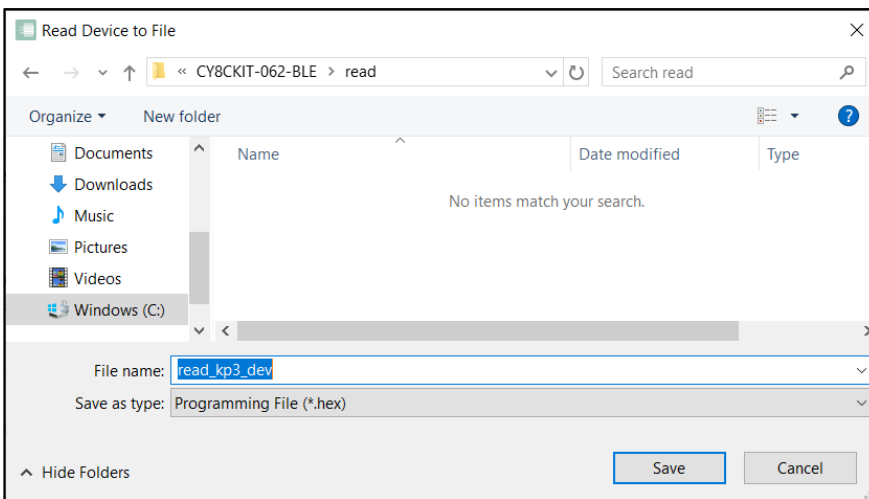 Read Device to File
« CY8CKIT-062-BLE > read
Search read
Organize
New folder
?
Documents
Downloads
Music
Pictures
Videos
Windows (C:)
Name
Date modified
Type
No items match your search.
File name: read_kp3_dev
Save as type: Programming File (*.hex)
Hide Folders
Save
Cancel